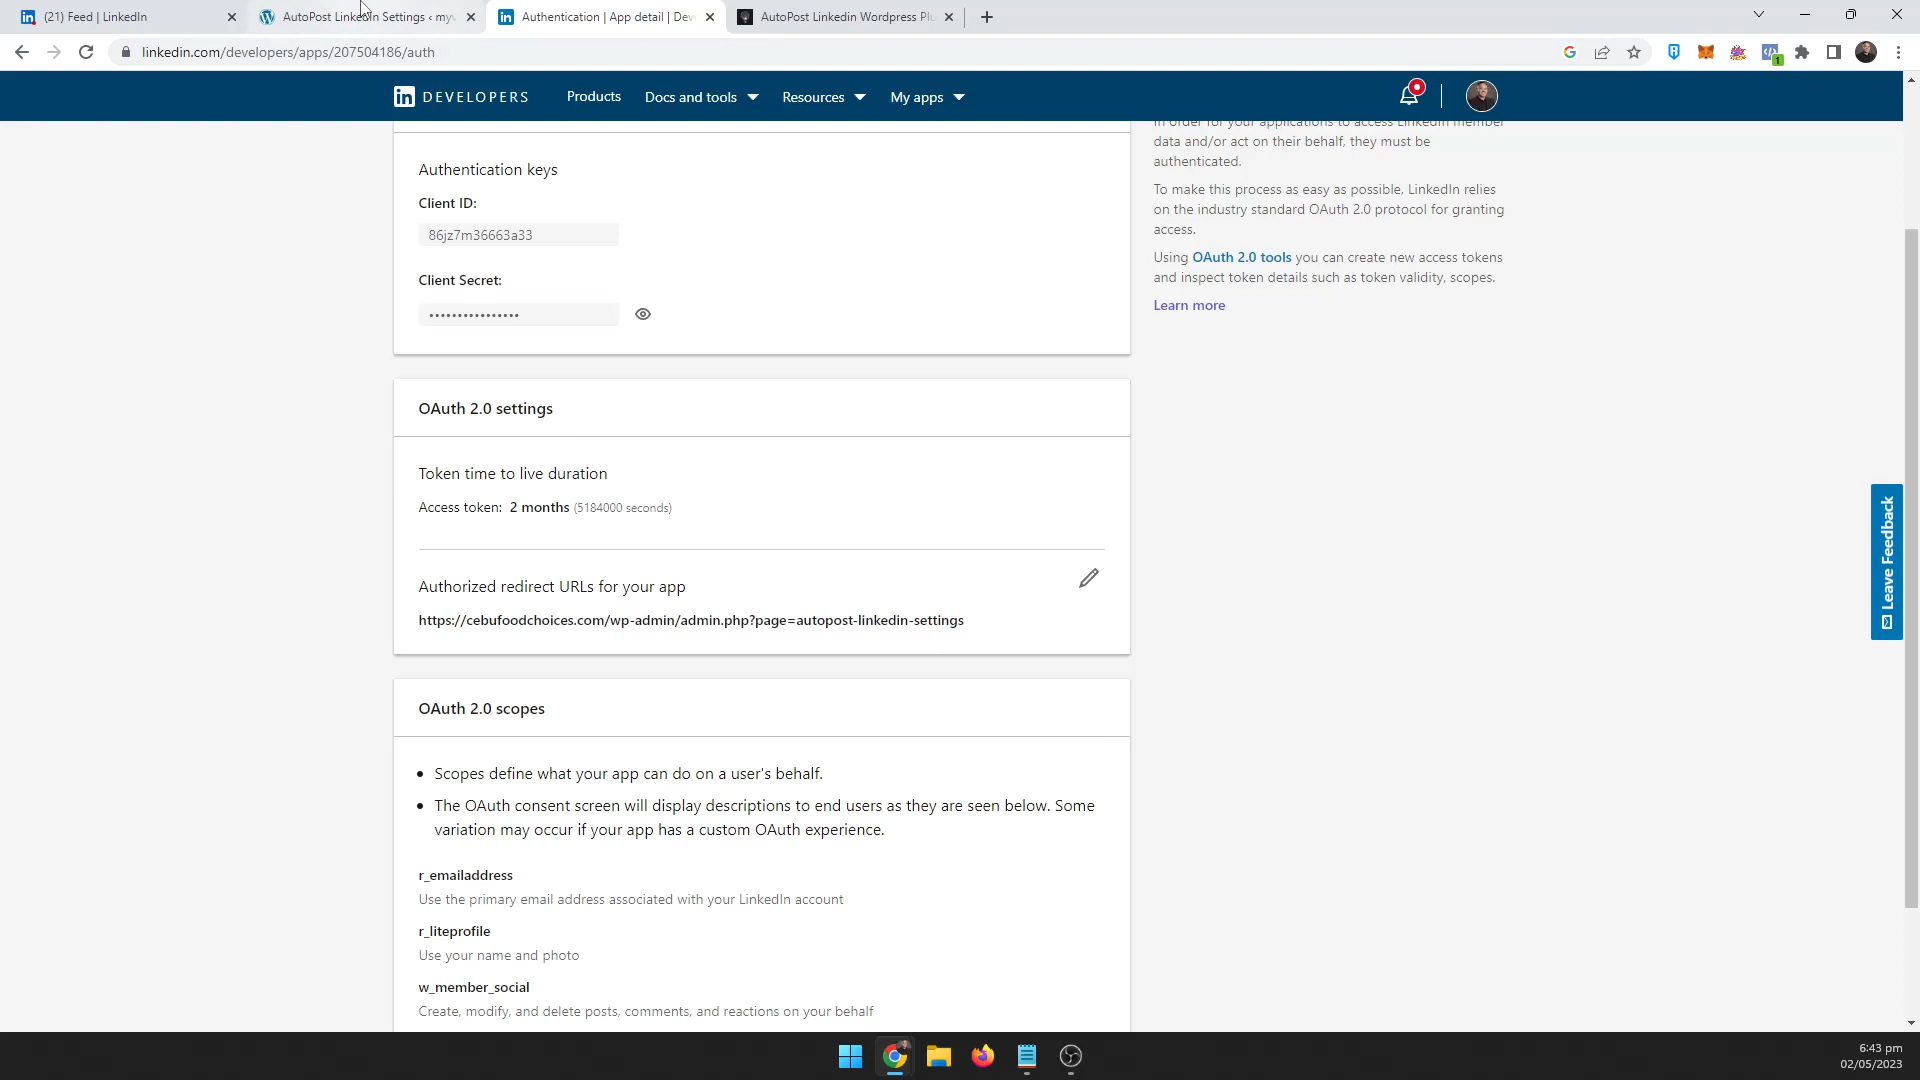 (21) Feed | LinkedIn
AutoPost LinkedIn Settings ‹ myv
Authentication | App detail | Dev
AutoPost Linkedin Wordpress Plu
linkedin.com/developers/apps/207504186/auth
1
in DEVELOPERS
Products
Docs and tools
Resources
My apps
In order for your applications to access LinkedIn member
data and/or act on their behalf, they must be
authenticated.
To make this process as easy as possible, LinkedIn relies
on the industry standard OAuth 2.0 protocol for granting
access.
Using OAuth 2.0 tools you can create new access tokens
and inspect token details such as token validity, scopes.
Learn more
Authentication keys
Client ID:
86jz7m36663a33
Client Secret:
••••••••••••••••
OAuth 2.0 settings
Token time to live duration
Access token: 2 months (5184000 seconds)
Authorized redirect URLs for your app
https://cebufoodchoices.com/wp-admin/admin.php?page=autopost-linkedin-settings
OAuth 2.0 scopes
• Scopes define what your app can do on a user's behalf.
• The OAuth consent screen will display descriptions to end users as they are seen below. Some
variation may occur if your app has a custom OAuth experience.
r_emailaddress
Use the primary email address associated with your LinkedIn account
r_liteprofile
Use your name and photo
w_member_social
Create, modify, and delete posts, comments, and reactions on your behalf
Leave Feedback
6:43 pm
02/05/2023